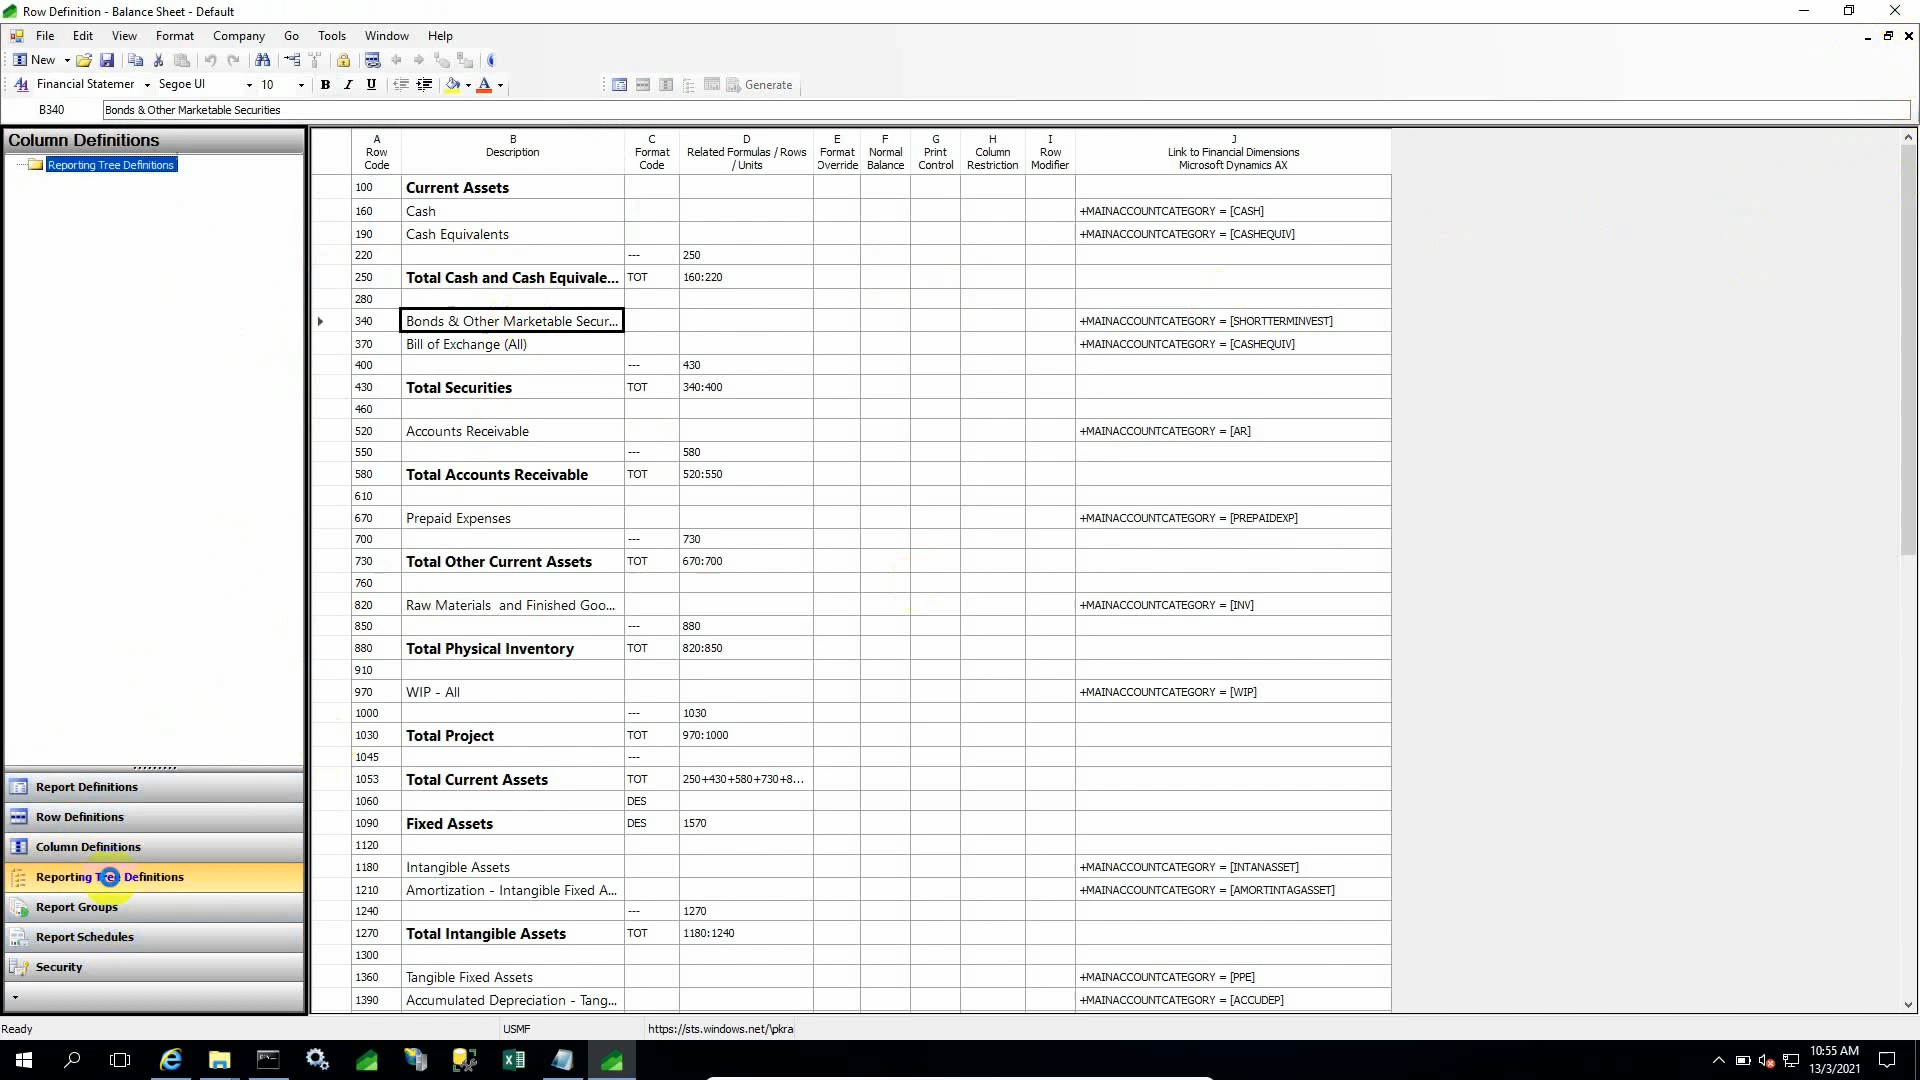 Row Definition - Balance Sheet - Default
File Edit View Format Company Go Tools Window Help
New
Financial Statemer Segoe UI 10 B I U A Generate
B340 Bonds & Other Marketable Securities
Column Definitions
Reporting Tree Definitions
A B C D E F G H I J
Row Code Description Format Code Related Formulas / Rows / Units Format Override Normal Balance Print Control Column Restriction Row Modifier Link to Financial Dimensions Microsoft Dynamics AX
100 Current Assets
160 Cash +MAINACCOUNTCATEGORY = [CASH]
190 Cash Equivalents +MAINACCOUNTCATEGORY = [CASHEQUIV]
220 --- 250
250 Total Cash and Cash Equivale... TOT 160:220
280
340 Bonds & Other Marketable Secur... +MAINACCOUNTCATEGORY = [SHORTTERMINVEST]
370 Bill of Exchange (All) +MAINACCOUNTCATEGORY = [CASHEQUIV]
400 --- 430
430 Total Securities TOT 340:400
460
520 Accounts Receivable +MAINACCOUNTCATEGORY = [AR]
550 --- 580
580 Total Accounts Receivable TOT 520:550
610
670 Prepaid Expenses +MAINACCOUNTCATEGORY = [PREPAIDEXP]
700 --- 730
730 Total Other Current Assets TOT 670:700
760
820 Raw Materials and Finished Goo... +MAINACCOUNTCATEGORY = [INV]
850 --- 880
880 Total Physical Inventory TOT 820:850
910
970 WIP - All +MAINACCOUNTCATEGORY = [WIP]
1000 --- 1030
1030 Total Project TOT 970:1000
1045 ---
1053 Total Current Assets TOT 250+430+580+730+8...
1060 DES
1090 Fixed Assets DES 1570
1120
1180 Intangible Assets +MAINACCOUNTCATEGORY = [INTANASSET]
1210 Amortization - Intangible Fixed A... +MAINACCOUNTCATEGORY = [AMORTINTAGASSET]
1240 --- 1270
1270 Total Intangible Assets TOT 1180:1240
1300
1360 Tangible Fixed Assets +MAINACCOUNTCATEGORY = [PPE]
1390 Accumulated Depreciation - Tang... +MAINACCOUNTCATEGORY = [ACCUDEP]
Report Definitions
Row Definitions
Column Definitions
Reporting Tree Definitions
Report Groups
Report Schedules
Security
Ready USMF https://sts.windows.net/\pkra
10:55 AM
13/3/2021